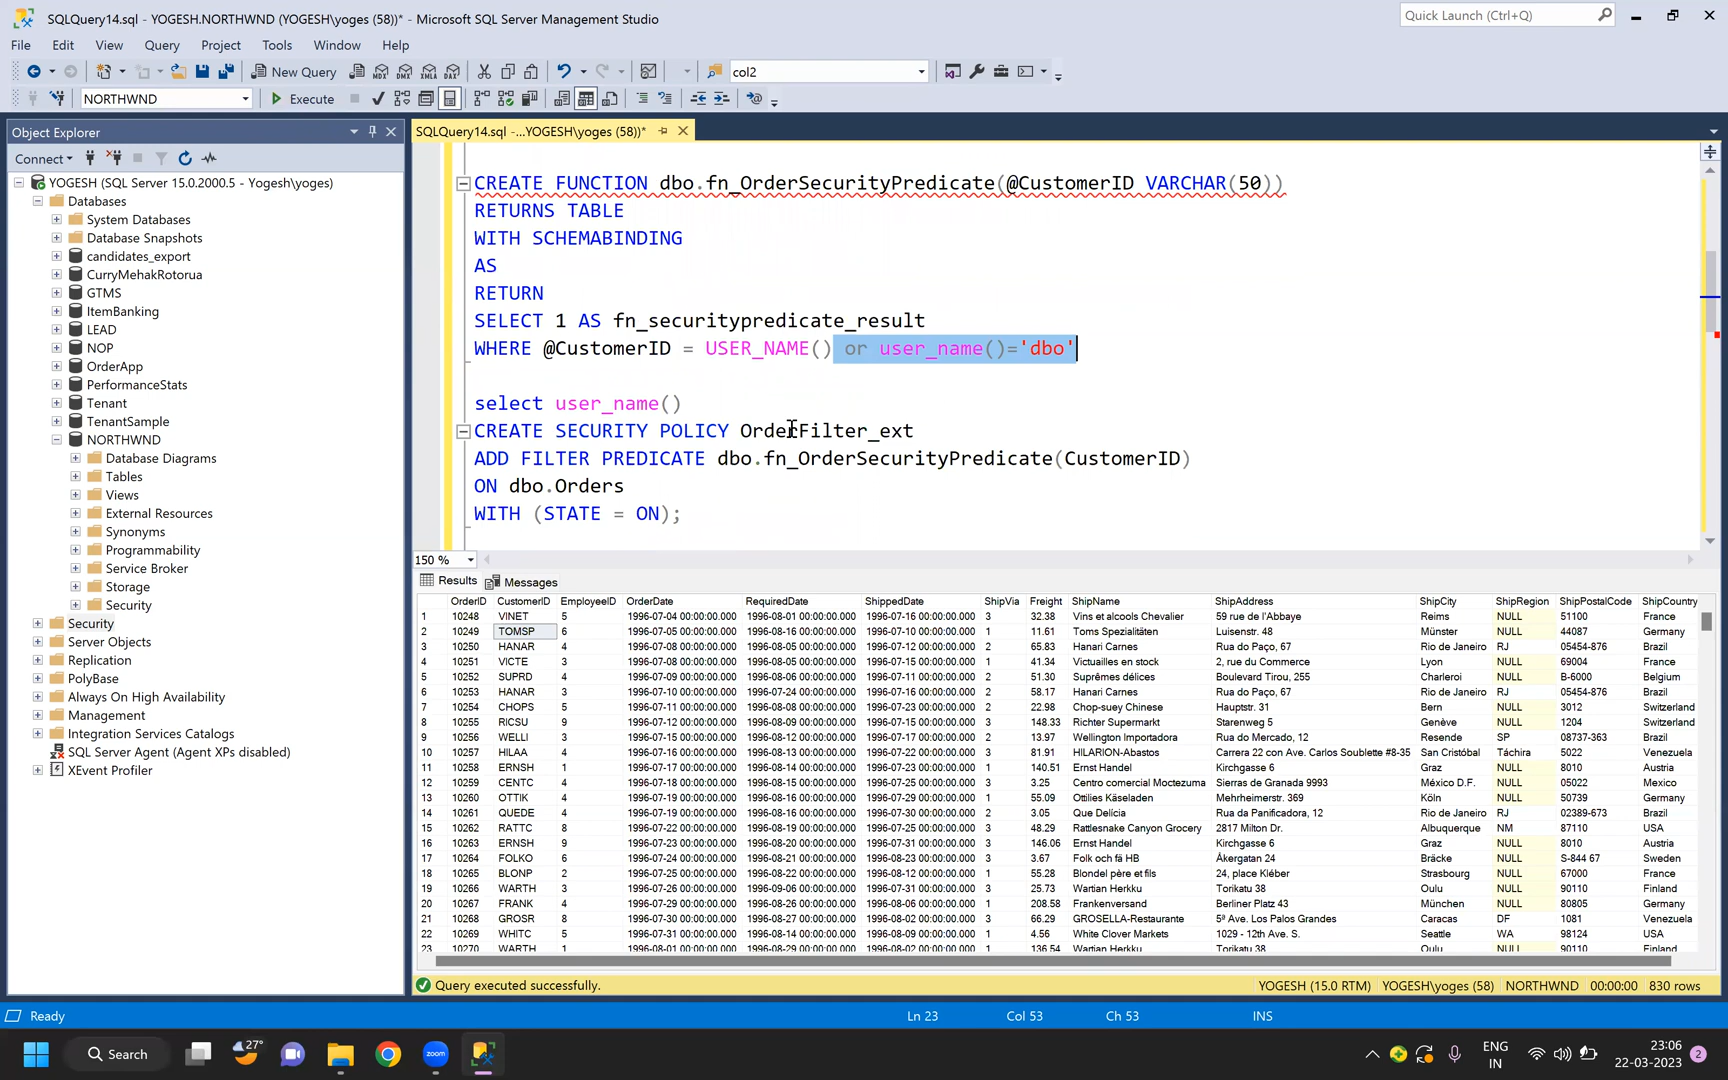 SQLQuery14.sql - YOGESH.NORTHWND (YOGESH\yoges (58))* - Microsoft SQL Server Management Studio
Quick Launch (Ctrl+Q)
File Edit View Query Project Tools Window Help
New Query MDX DMX XMLA DAX col2
NORTHWND Execute
Object Explorer
SQLQuery14.sql -...YOGESH\yoges (58))*
Connect
YOGESH (SQL Server 15.0.2000.5 - Yogesh\yoges)
Databases
System Databases
Database Snapshots
candidates_export
CurryMehakRotorua
GTMS
ItemBanking
LEAD
NOP
OrderApp
PerformanceStats
Tenant
TenantSample
NORTHWND
Database Diagrams
Tables
Views
External Resources
Synonyms
Programmability
Service Broker
Storage
Security
Security
Server Objects
Replication
PolyBase
Always On High Availability
Management
Integration Services Catalogs
SQL Server Agent (Agent XPs disabled)
XEvent Profiler
CREATE FUNCTION dbo.fn_OrderSecurityPredicate(@CustomerID VARCHAR(50))
RETURNS TABLE
WITH SCHEMABINDING
AS
RETURN
SELECT 1 AS fn_securitypredicate_result
WHERE @CustomerID = USER_NAME() or user_name()='dbo'
select user_name()
CREATE SECURITY POLICY OrderFilter_ext
ADD FILTER PREDICATE dbo.fn_OrderSecurityPredicate(CustomerID)
ON dbo.Orders
WITH (STATE = ON);
150 %
Results Messages
OrderID CustomerID EmployeeID OrderDate RequiredDate ShippedDate ShipVia Freight ShipName ShipAddress ShipCity ShipRegion ShipPostalCode ShipCountry
1 10248 VINET 5 1996-07-04 00:00:00.000 1996-08-01 00:00:00.000 1996-07-16 00:00:00.000 3 32.38 Vins et alcools Chevalier 59 rue de l'Abbaye Reims NULL 51100 France
2 10249 TOMSP 6 1996-07-05 00:00:00.000 1996-08-16 00:00:00.000 1996-07-10 00:00:00.000 1 11.61 Toms Spezialitäten Luisenstr. 48 Münster NULL 44087 Germany
3 10250 HANAR 4 1996-07-08 00:00:00.000 1996-08-05 00:00:00.000 1996-07-12 00:00:00.000 2 65.83 Hanari Carnes Rua do Paço, 67 Rio de Janeiro RJ 05454-876 Brazil
4 10251 VICTE 3 1996-07-08 00:00:00.000 1996-08-05 00:00:00.000 1996-07-15 00:00:00.000 1 41.34 Victuailles en stock 2, rue du Commerce Lyon NULL 69004 France
5 10252 SUPRD 4 1996-07-09 00:00:00.000 1996-08-06 00:00:00.000 1996-07-11 00:00:00.000 2 51.30 Suprêmes délices Boulevard Tirou, 255 Charleroi NULL B-6000 Belgium
6 10253 HANAR 3 1996-07-10 00:00:00.000 1996-07-24 00:00:00.000 1996-07-16 00:00:00.000 2 58.17 Hanari Carnes Rua do Paço, 67 Rio de Janeiro RJ 05454-876 Brazil
7 10254 CHOPS 5 1996-07-11 00:00:00.000 1996-08-08 00:00:00.000 1996-07-23 00:00:00.000 2 22.98 Chop-suey Chinese Hauptstr. 31 Bern NULL 3012 Switzerland
8 10255 RICSU 9 1996-07-12 00:00:00.000 1996-08-09 00:00:00.000 1996-07-15 00:00:00.000 3 148.33 Richter Supermarkt Starenweg 5 Genève NULL 1204 Switzerland
9 10256 WELLI 3 1996-07-15 00:00:00.000 1996-08-12 00:00:00.000 1996-07-17 00:00:00.000 2 13.97 Wellington Importadora Rua do Mercado, 12 Resende SP 08737-363 Brazil
10 10257 HILAA 4 1996-07-16 00:00:00.000 1996-08-13 00:00:00.000 1996-07-22 00:00:00.000 3 81.91 HILARION-Abastos Carrera 22 con Ave. Carlos Soublette #8-35 San Cristóbal Táchira 5022 Venezuela
11 10258 ERNSH 1 1996-07-17 00:00:00.000 1996-08-14 00:00:00.000 1996-07-23 00:00:00.000 1 140.51 Ernst Handel Kirchgasse 6 Graz NULL 8010 Austria
12 10259 CENTC 4 1996-07-18 00:00:00.000 1996-08-15 00:00:00.000 1996-07-25 00:00:00.000 3 3.25 Centro comercial Moctezuma Sierras de Granada 9993 México D.F. NULL 05022 Mexico
13 10260 OTTIK 4 1996-07-19 00:00:00.000 1996-08-16 00:00:00.000 1996-07-29 00:00:00.000 1 55.09 Ottilies Käseladen Mehrheimerstr. 369 Köln NULL 50739 Germany
14 10261 QUEDE 4 1996-07-19 00:00:00.000 1996-08-16 00:00:00.000 1996-07-30 00:00:00.000 2 3.05 Que Delícia Rua da Panificadora, 12 Rio de Janeiro RJ 02389-673 Brazil
15 10262 RATTC 8 1996-07-22 00:00:00.000 1996-08-19 00:00:00.000 1996-07-25 00:00:00.000 3 48.29 Rattlesnake Canyon Grocery 2817 Milton Dr. Albuquerque NM 87110 USA
16 10263 ERNSH 9 1996-07-23 00:00:00.000 1996-08-20 00:00:00.000 1996-07-31 00:00:00.000 3 146.06 Ernst Handel Kirchgasse 6 Graz NULL 8010 Austria
17 10264 FOLKO 6 1996-07-24 00:00:00.000 1996-08-21 00:00:00.000 1996-08-23 00:00:00.000 3 3.67 Folk och fä HB Åkergatan 24 Bräcke NULL S-844 67 Sweden
18 10265 BLONP 2 1996-07-25 00:00:00.000 1996-08-22 00:00:00.000 1996-08-12 00:00:00.000 1 55.28 Blondel père et fils 24, place Kléber Strasbourg NULL 67000 France
19 10266 WARTH 3 1996-07-26 00:00:00.000 1996-09-06 00:00:00.000 1996-07-31 00:00:00.000 3 25.73 Wartian Herkku Torikatu 38 Oulu NULL 90110 Finland
20 10267 FRANK 4 1996-07-29 00:00:00.000 1996-08-26 00:00:00.000 1996-08-06 00:00:00.000 1 208.58 Frankenversand Berliner Platz 43 München NULL 80805 Germany
21 10268 GROSR 8 1996-07-30 00:00:00.000 1996-08-27 00:00:00.000 1996-08-02 00:00:00.000 3 66.29 GROSELLA-Restaurante 5ª Ave. Los Palos Grandes Caracas DF 1081 Venezuela
22 10269 WHITC 5 1996-07-31 00:00:00.000 1996-08-14 00:00:00.000 1996-08-09 00:00:00.000 1 4.56 White Clover Markets 1029 - 12th Ave. S. Seattle WA 98124 USA
23 10270 WARTH 1 1996-08-01 00:00:00.000 1996-08-29 00:00:00.000 1996-08-02 00:00:00.000 1 136.54 Wartian Herkku Torikatu 38 Oulu NULL 90110 Finland
Query executed successfully. YOGESH (15.0 RTM) YOGESH\yoges (58) NORTHWND 00:00:00 830 rows
Ready Ln 23 Col 53 Ch 53 INS
Search 27° zoom ENG IN 23:06 22-03-2023 2